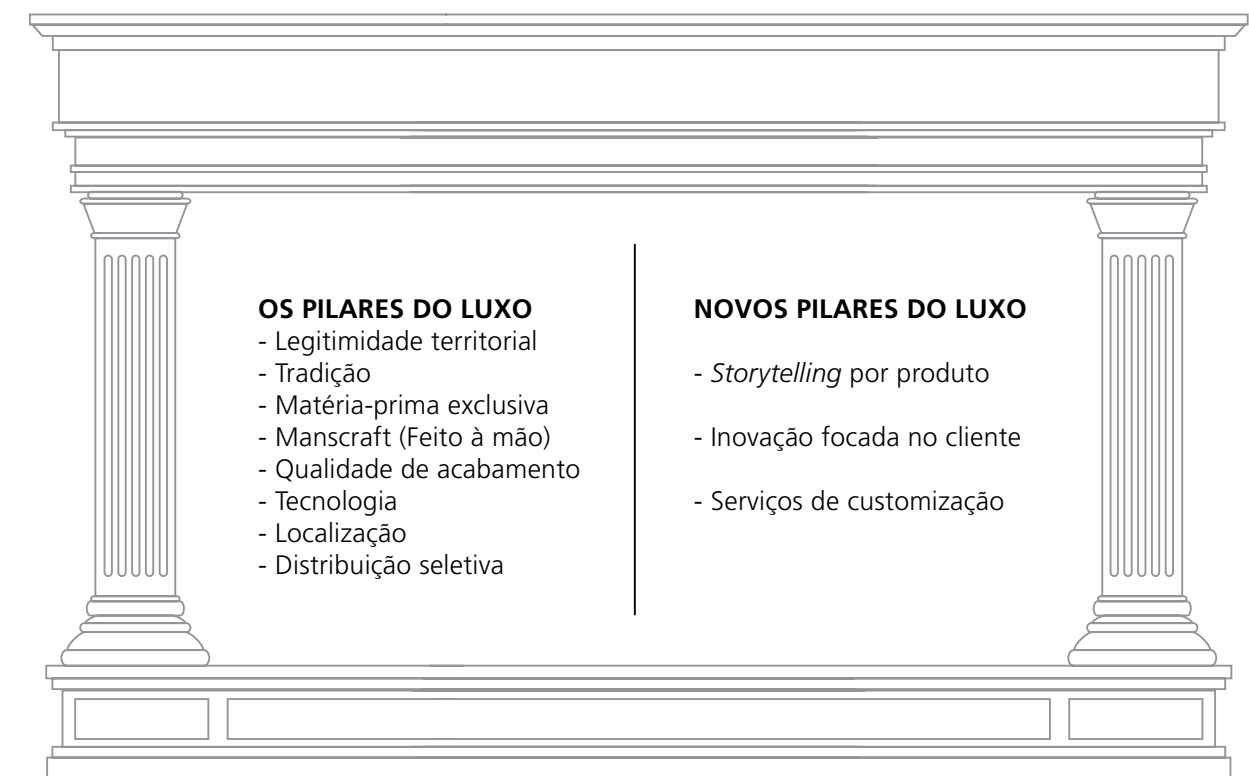 OS PILARES DO LUXO
- Legitimidade territorial
- Tradição
- Matéria-prima exclusiva
- Manscraft (Feito à mão)
- Qualidade de acabamento
- Tecnologia
- Localização
- Distribuição seletiva
NOVOS PILARES DO LUXO
- Storytelling por produto
- Inovação focada no cliente
- Serviços de customização